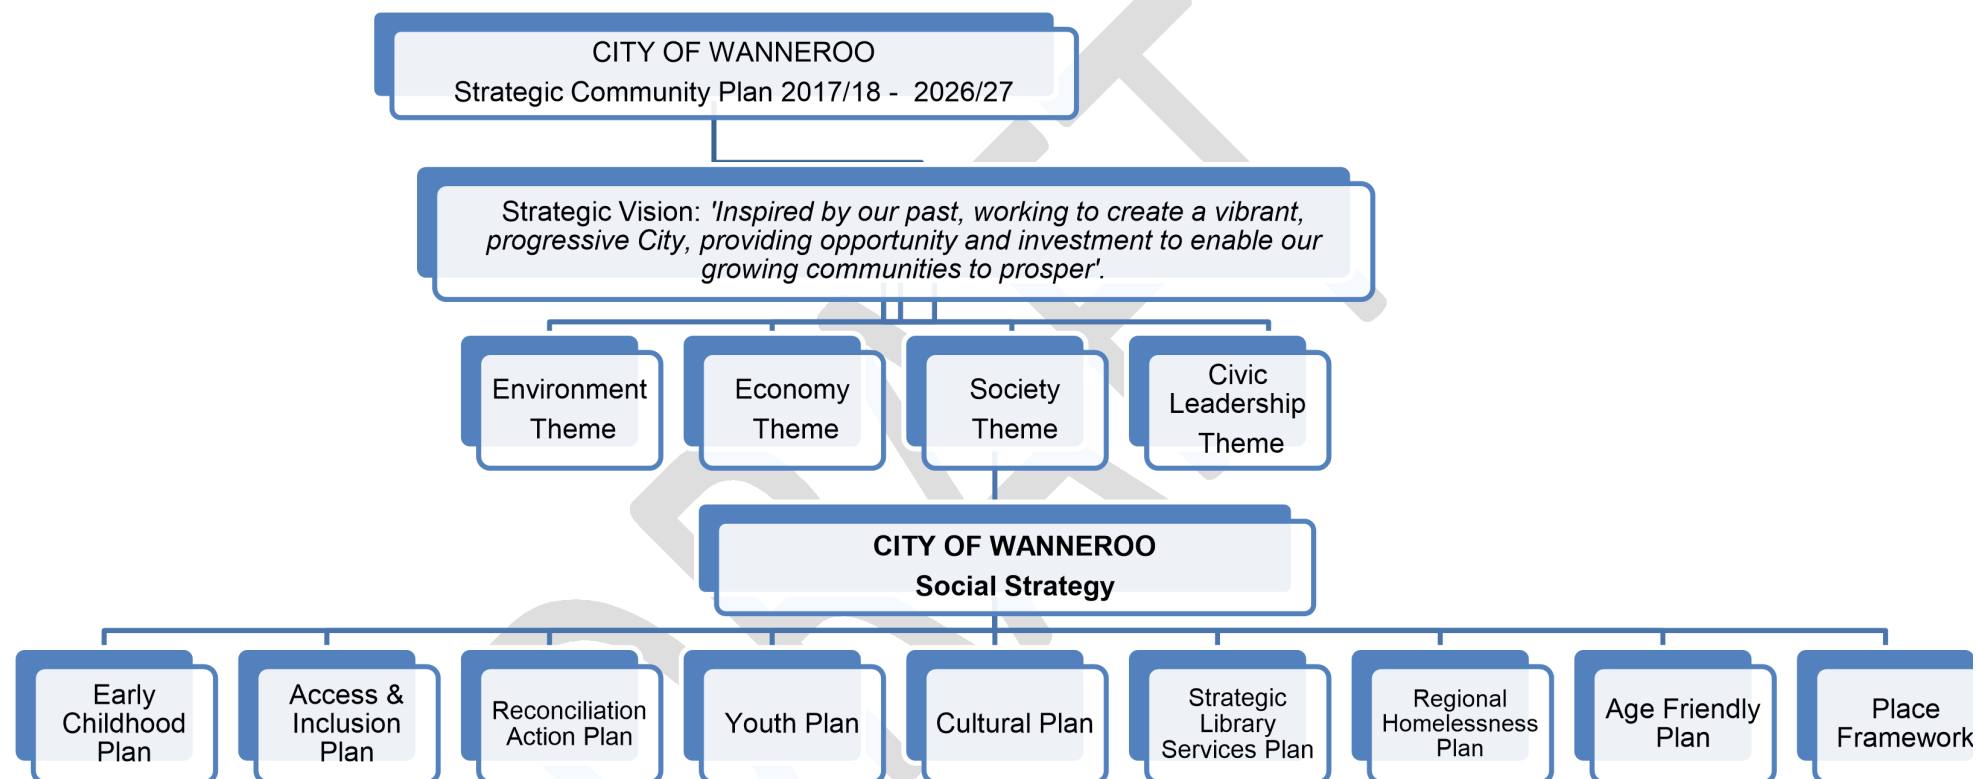 CITY OF WANNEROO
Strategic Community Plan 2017/18 - 2026/27
Strategic Vision: 'Inspired by our past, working to create a vibrant,
progressive City, providing opportunity and investment to enable our
growing communities to prosper'.
Environment
Theme
Economy
Theme
Society
Theme
Civic
Leadership
Theme
CITY OF WANNEROO
Social Strategy
Early
Childhood
Plan
Access &
Inclusion
Plan
Reconciliation
Action Plan
Youth Plan
Cultural Plan
Strategic
Library
Services Plan
Regional
Homelessness
Plan
Age Friendly
Plan
Place
Framework